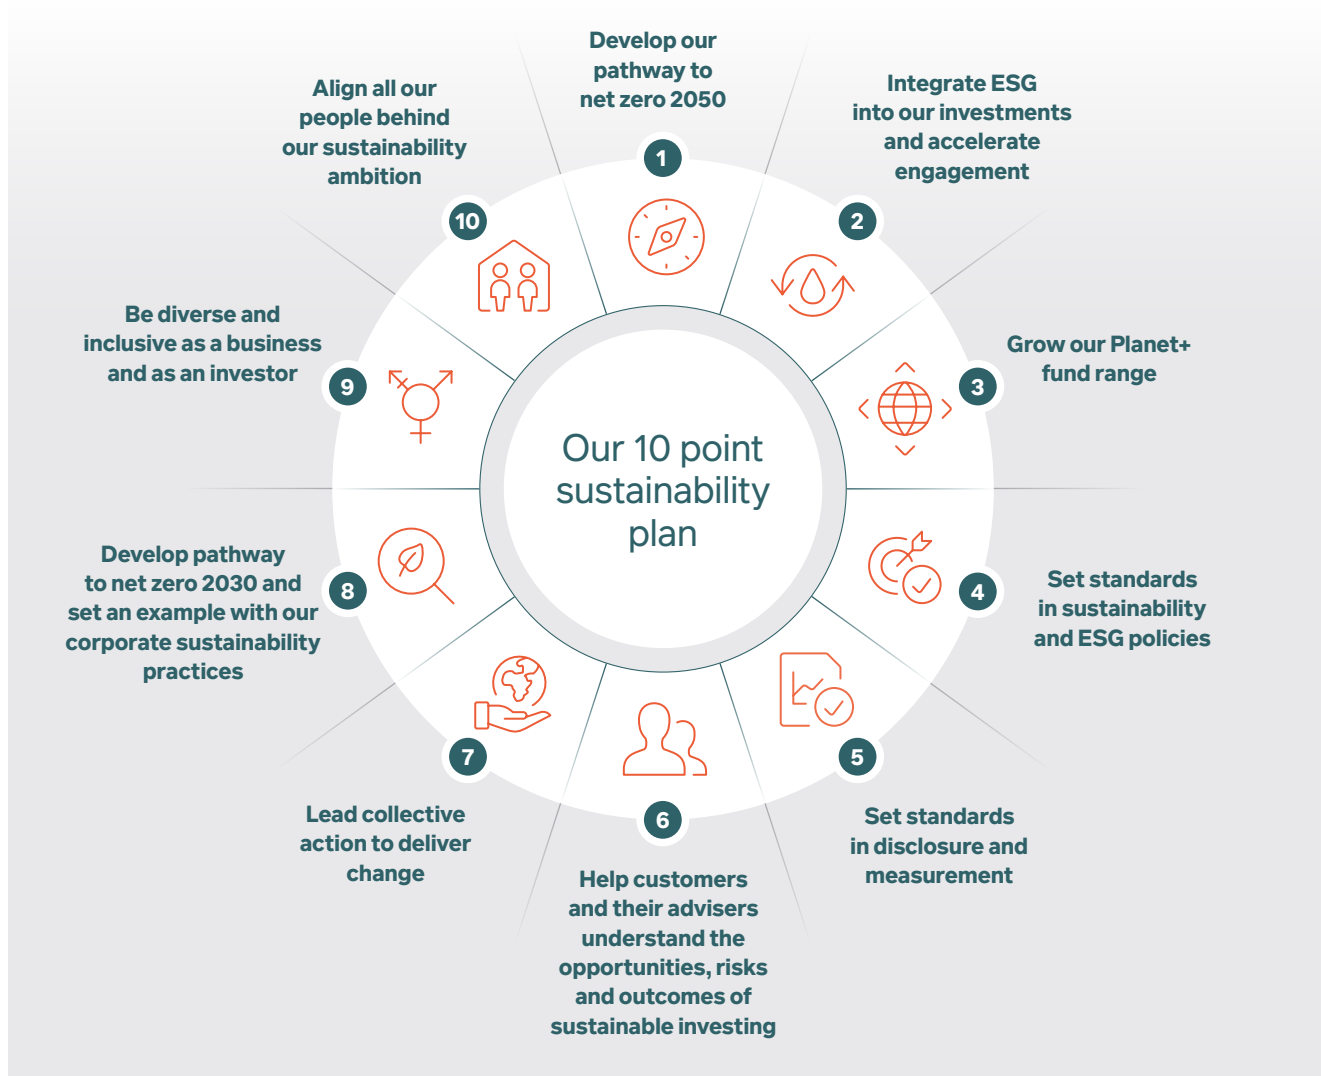 Our 10 point
sustainability
plan
1
Develop our
pathway to
net zero 2050
2
Integrate ESG
into our investments
and accelerate
engagement
3
Grow our Planet+
fund range
4
Set standards
in sustainability
and ESG policies
5
Set standards
in disclosure and
measurement
6
Help customers
and their advisers
understand the
opportunities, risks
and outcomes of
sustainable investing
7
Lead collective
action to deliver
change
8
Develop pathway
to net zero 2030 and
set an example with our
corporate sustainability
practices
9
Be diverse and
inclusive as a business
and as an investor
10
Align all our
people behind
our sustainability
ambition